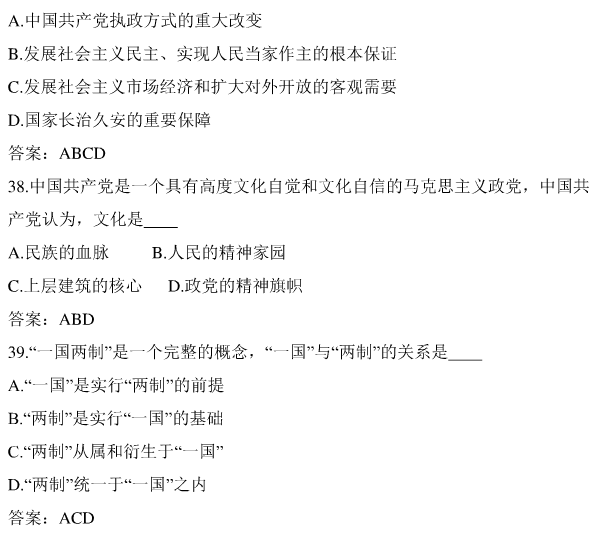 A.中国共产党执政方式的重大改变
B.发展社会主义民主、实现人民当家作主的根本保证
C.发展社会主义市场经济和扩大对外开放的客观需要
D.国家长治久安的重要保障
答案：ABCD
38.中国共产党是一个具有高度文化自觉和文化自信的马克思主义政党，中国共
产党认为，文化是____
A.民族的血脉 B.人民的精神家园
C.上层建筑的核心 D.政党的精神旗帜
答案：ABD
39.“一国两制”是一个完整的概念，“一国”与“两制”的关系是____
A.“一国”是实行“两制”的前提
B.“两制”是实行“一国”的基础
C.“两制”从属和衍生于“一国”
D.“两制”统一于“一国”之内
答案：ACD